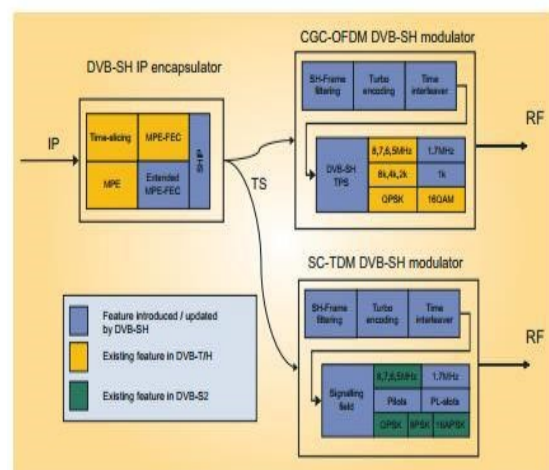 CGC-OFDM DVB-SH modulator
DVB-SH IP encapsulator
SH-Frame filtering
Turbo encoding
Time interleaver
RF
IP
Time-slicing
MPE-FEC
MPE
Extended MPE-FEC
SHIP
TS
DVB-SH TPS
8,7,6,5MHz
1.7MHz
8k,4k,2k
1k
QPSK
16QAM
SC-TDM DVB-SH modulator
SH-Frame filtering
Turbo encoding
Time interleaver
RF
Signalling field
8,7,6,5MHz
1.7MHz
Pilots
PL-slots
QPSK
8PSK
16APSK
Feature introduced / updated
by DVB-SH
Existing feature in DVB-T/H
Existing feature in DVB-S2